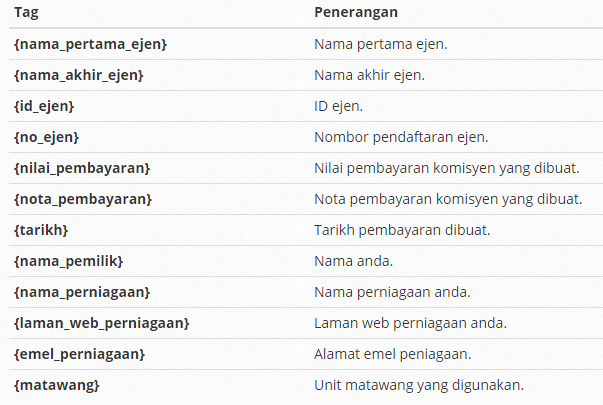 Tag Penerangan
{nama_pertama_ejen} Nama pertama ejen.
{nama_akhir_ejen} Nama akhir ejen.
{id_ejen} ID ejen.
{no_ejen} Nombor pendaftaran ejen.
{nilai_pembayaran} Nilai pembayaran komisyen yang dibuat.
{nota_pembayaran} Nota pembayaran komisyen yang dibuat.
{tarikh} Tarikh pembayaran dibuat.
{nama_pemilik} Nama anda.
{nama_perniagaan} Nama perniagaan anda.
{laman_web_perniagaan} Laman web perniagaan anda.
{emel_perniagaan} Alamat emel peniagaan.
{matawang} Unit matawang yang digunakan.